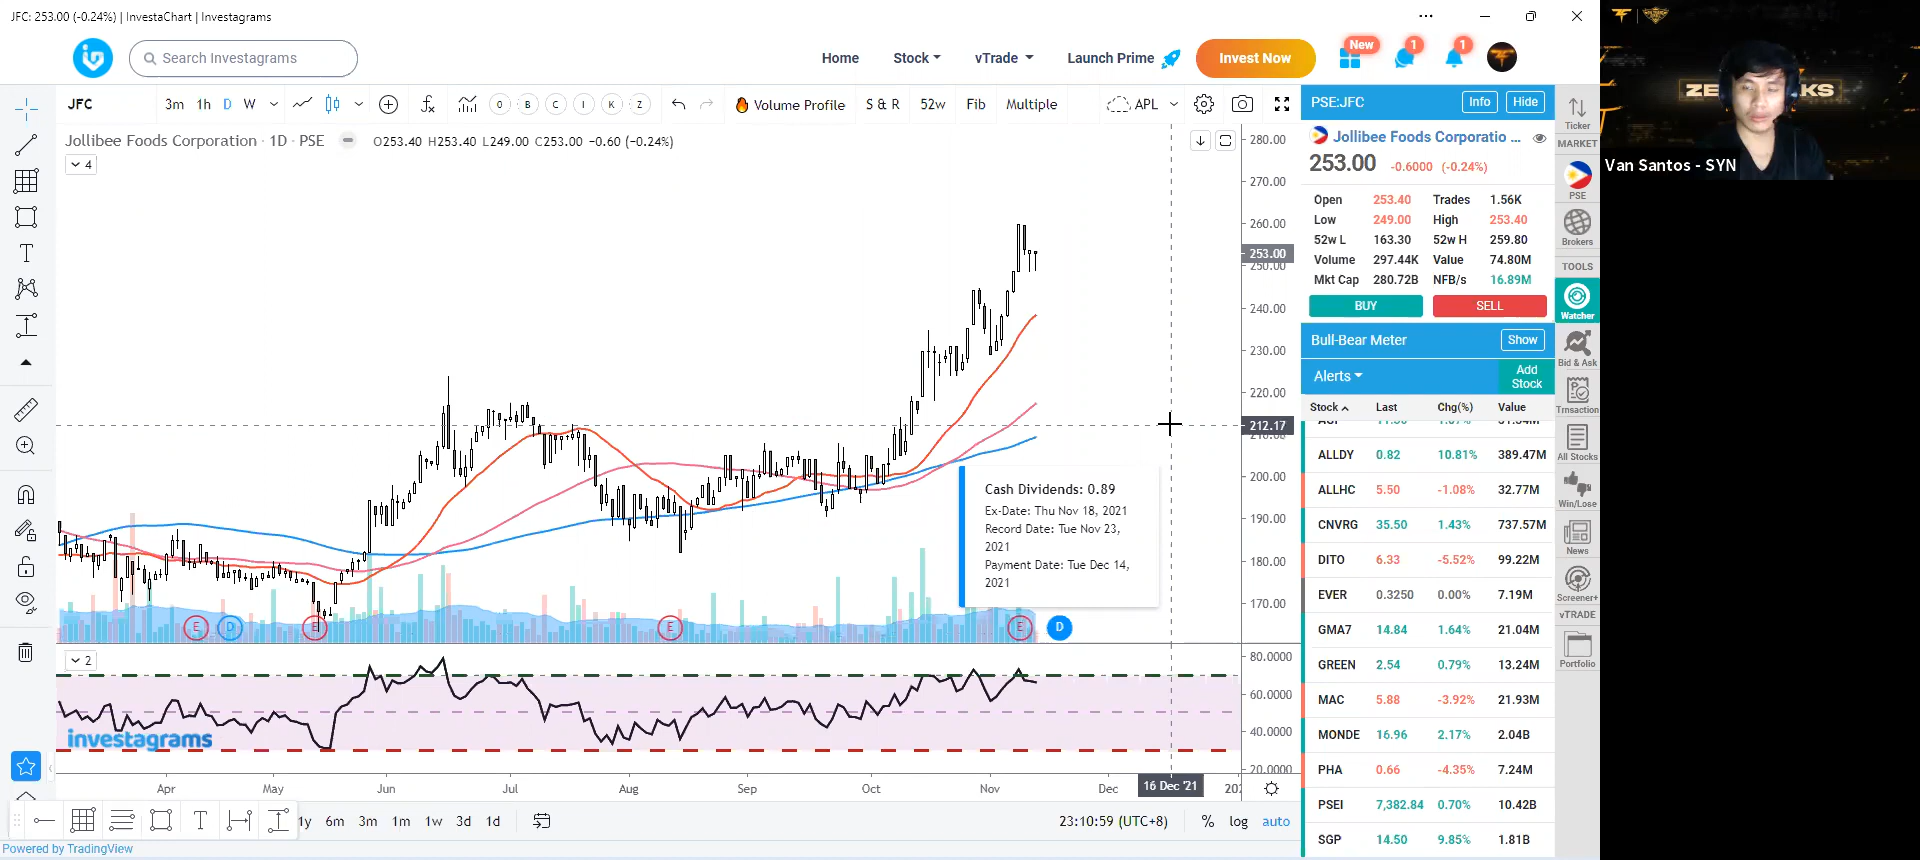 JFC: 253.00 (-0.24%) | InvestaChart | Investagrams
Search Investagrams
Home
Stock
vTrade
Launch Prime
Invest Now
New
1
1
JFC
3m 1h D W
O B C I K Z
Volume Profile
S & R
52w
Fib
Multiple
APL
Jollibee Foods Corporation · 1D · PSE
O253.40 H253.40 L249.00 C253.00 -0.60 (-0.24%)
4
280.00
270.00
260.00
253.00
250.00
240.00
230.00
220.00
212.17
210.00
200.00
190.00
180.00
170.00
Cash Dividends: 0.89
Ex-Date: Thu Nov 18, 2021
Record Date: Tue Nov 23,
2021
Payment Date: Tue Dec 14,
2021
E D E E E D
2
80.0000
60.0000
40.0000
20.0000
investagrams
Apr May Jun Jul Aug Sep Oct Nov Dec 16 Dec '21 202
1y 6m 3m 1m 1w 3d 1d
23:10:59 (UTC+8)
% log auto
Powered by TradingView
PSE:JFC
Info
Hide
Jollibee Foods Corporatio ...
253.00 -0.6000 (-0.24%)
Open 253.40 Trades 1.56K
Low 249.00 High 253.40
52w L 163.30 52w H 259.80
Volume 297.44K Value 74.80M
Mkt Cap 280.72B NFB/s 16.89M
BUY SELL
Bull-Bear Meter
Show
Alerts
Add
Stock
Stock Last Chg(%) Value
ALLDY 0.82 10.81% 389.47M
ALLHC 5.50 -1.08% 32.77M
CNVRG 35.50 1.43% 737.57M
DITO 6.33 -5.52% 99.22M
EVER 0.3250 0.00% 7.19M
GMA7 14.84 1.64% 21.04M
GREEN 2.54 0.79% 13.24M
MAC 5.88 -3.92% 21.93M
MONDE 16.96 2.17% 2.04B
PHA 0.66 -4.35% 7.24M
PSEI 7,382.84 0.70% 10.42B
SGP 14.50 9.85% 1.81B
Ticker
MARKET
PSE
Brokers
TOOLS
Watcher
Bid & Ask
Trnsaction
All Stocks
Win/Lose
News
Screener+
vTRADE
Portfolio
Van Santos - SYN